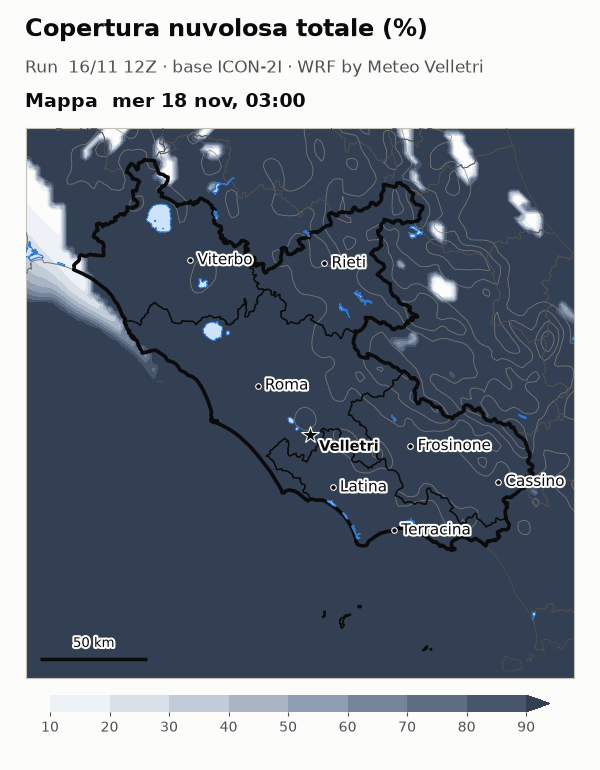 Copertura nuvolosa totale (%)
Run  16/11 12Z · base ICON-2I · WRF by Meteo Velletri
Mappa  mer 18 nov, 03:00
Viterbo
Rieti
Roma
Velletri
Frosinone
Cassino
Latina
Terracina
50 km
10 20 30 40 50 60 70 80 90